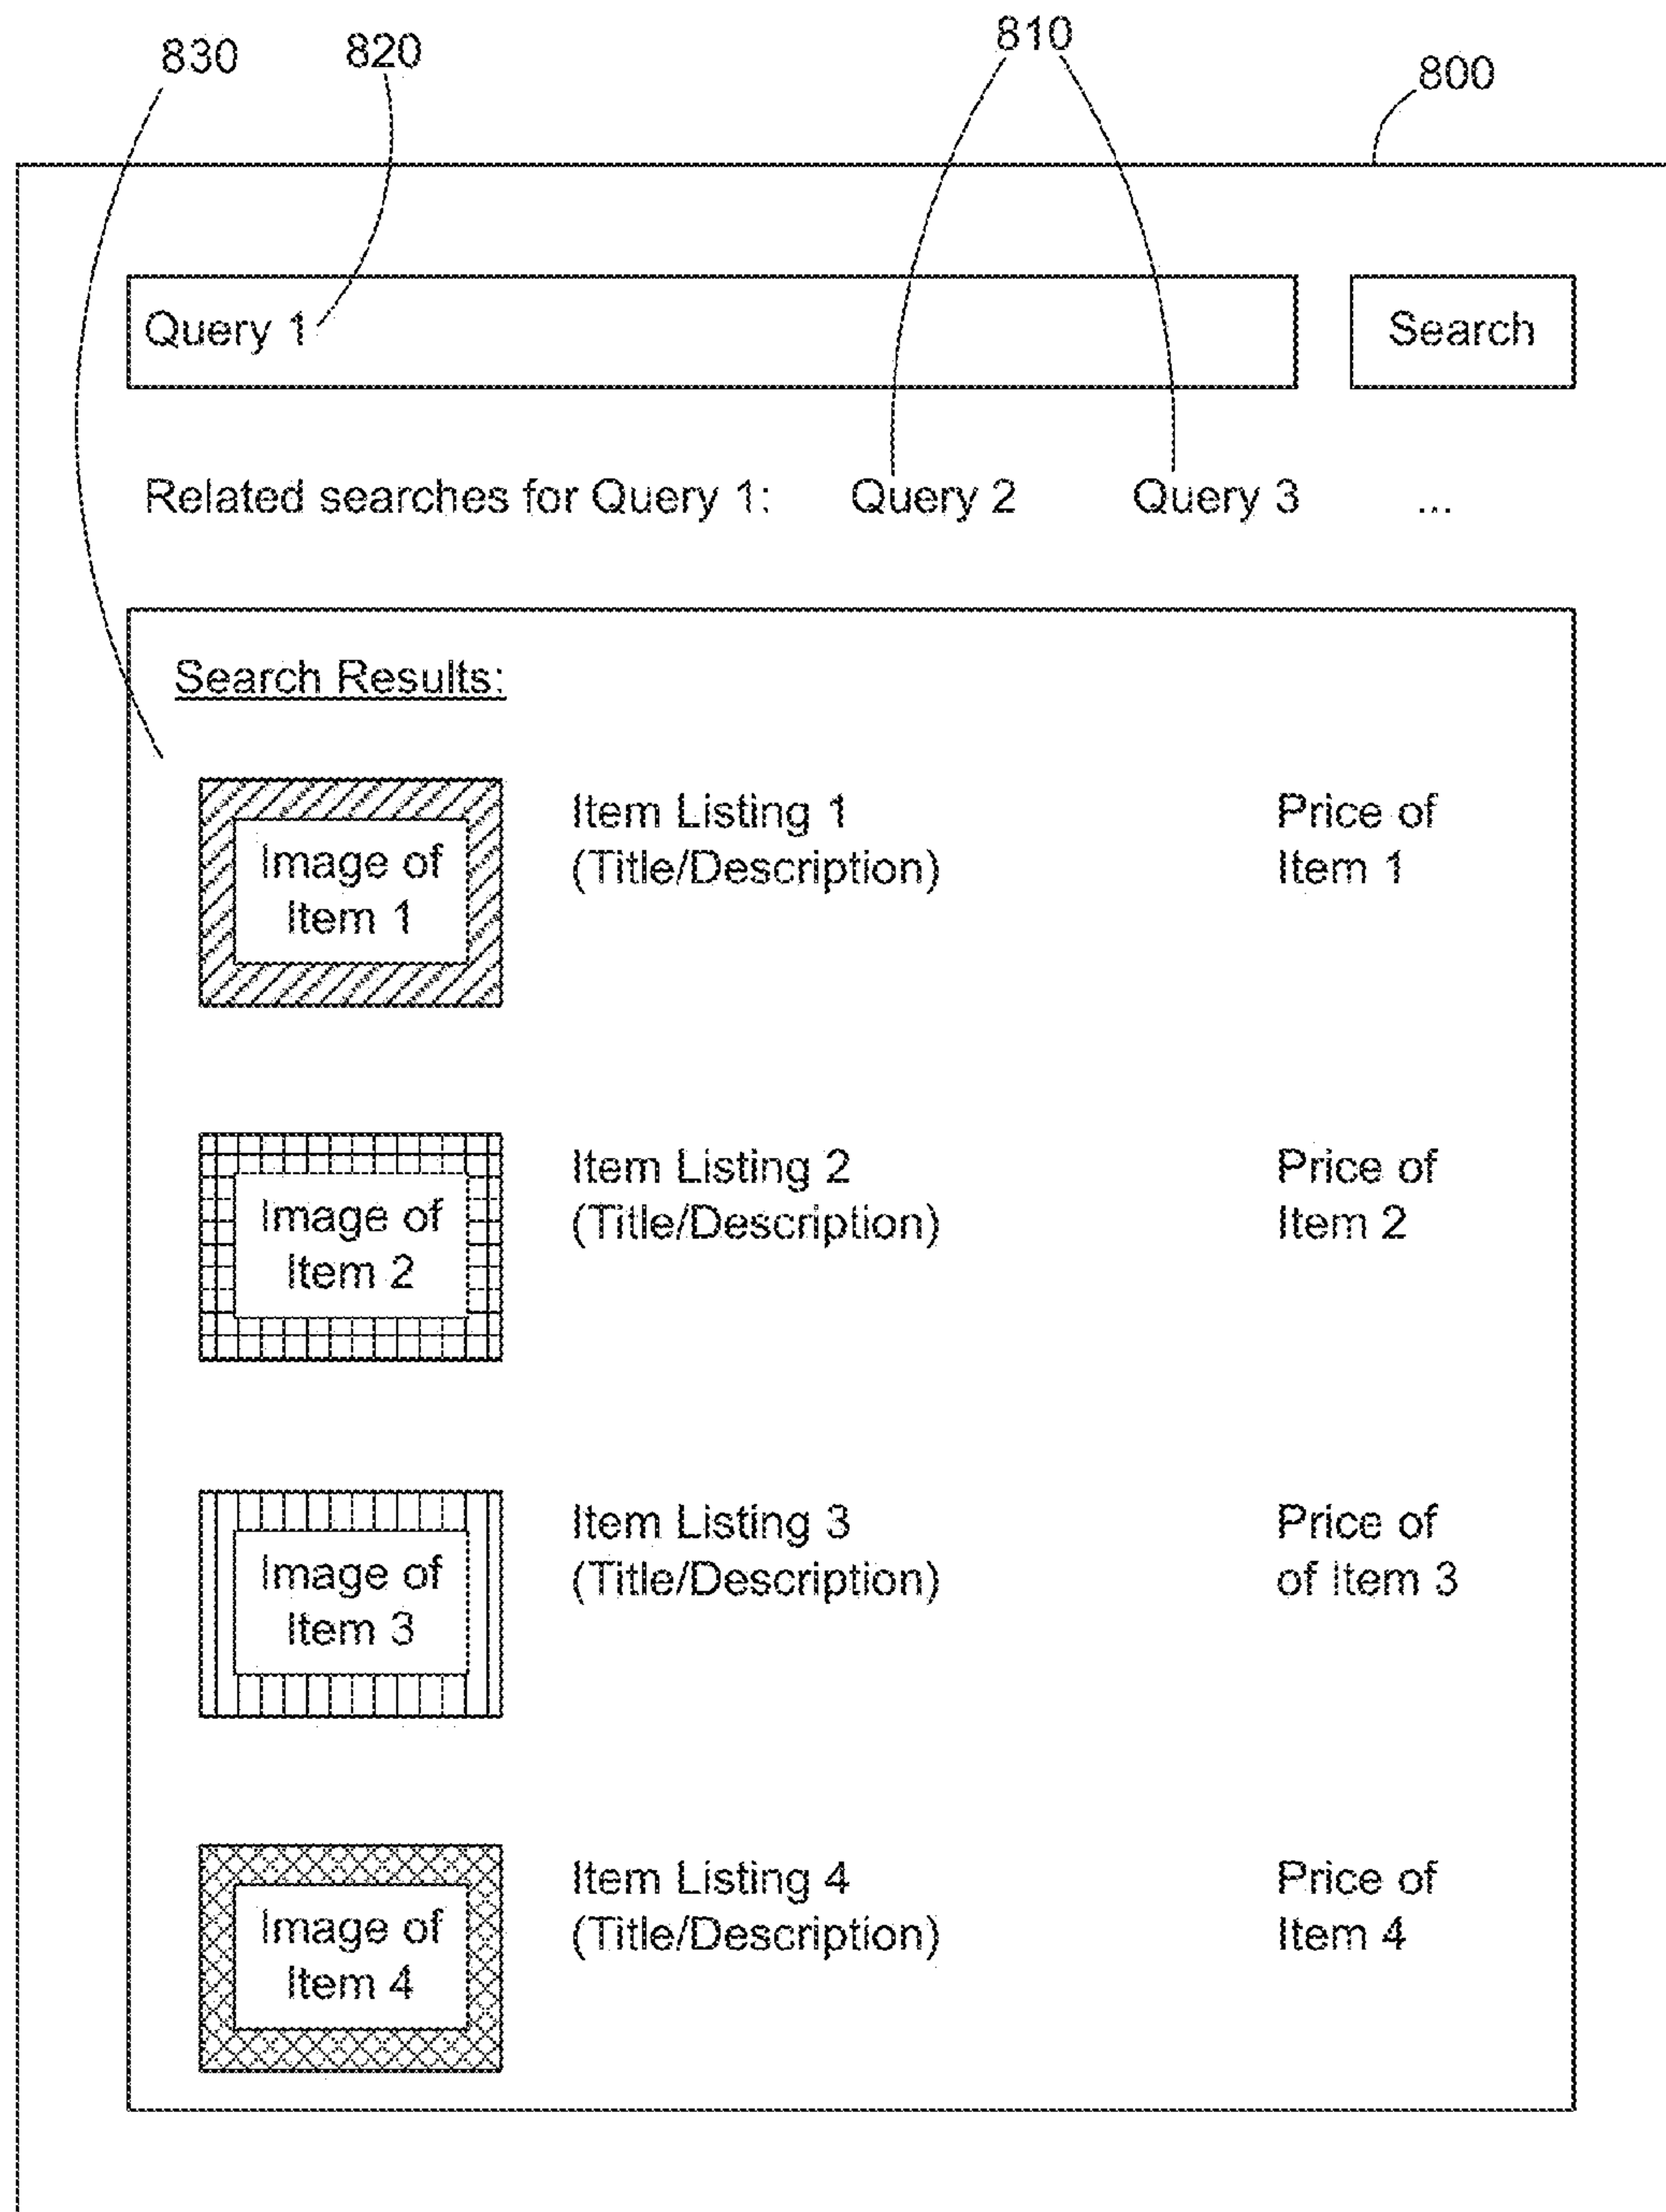 830 820 810 800
Query 1 Search
Related searches for Query 1: Query 2 Query 3 ...
Search Results:
Image of
Item 1
Item Listing 1
(Title/Description)
Price of
Item 1
Image of
Item 2
Item Listing 2
(Title/Description)
Price of
Item 2
Image of
Item 3
Item Listing 3
(Title/Description)
Price of
of Item 3
Image of
Item 4
Item Listing 4
(Title/Description)
Price of
Item 4